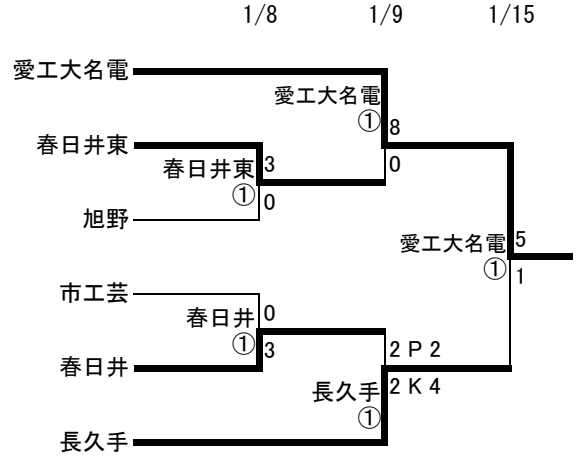 1/8 1/9 1/15
愛工大名電
愛工大名電
① 8
春日井東
0
春日井東 3
① 0
旭野
愛工大名電 5
① 1
市工芸
春日井 0
① 3
2 P 2
春日井
長久手 2 K 4
①
長久手